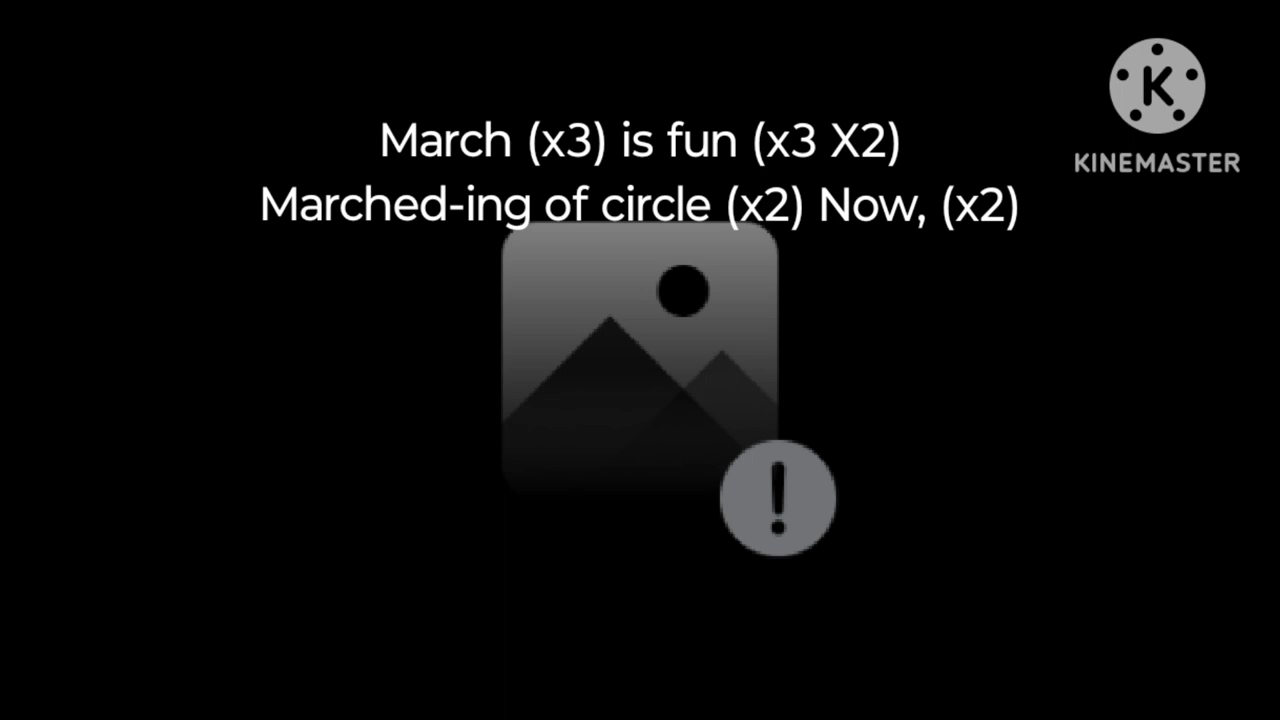 March (x3) is fun (x3 X2)
Marched-ing of circle (x2) Now, (x2)
K
KINEMASTER
!